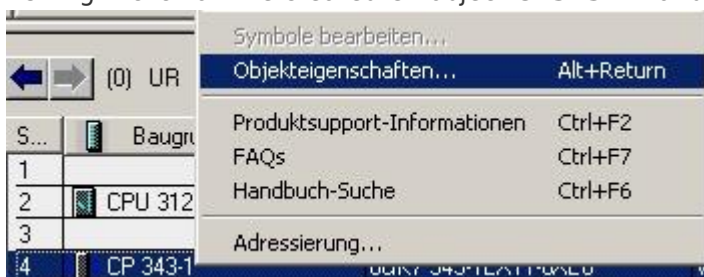 Symbole bearbeiten...
Objekteigenschaften... Alt+Return
(0) UR
Produktsupport-Informationen Ctrl+F2
S... Baugru
FAQs Ctrl+F7
1
Handbuch-Suche Ctrl+F6
2 CPU 312
3
Adressierung...
4 CP 343-1